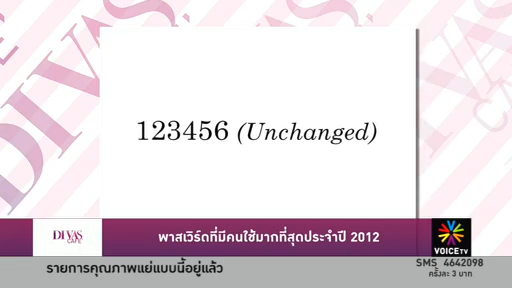 DIVAS
DIVAS
CAFE
123456 (Unchanged)
DIVAS
CAFE
พาสเวิร์ดที่มีคนใช้มากที่สุดประจำปี 2012
VOICE TV
รายการคุณภาพแย่แบบนี้อยู่แล้ว
SMS 4642098
ครั้งละ 3 บาท